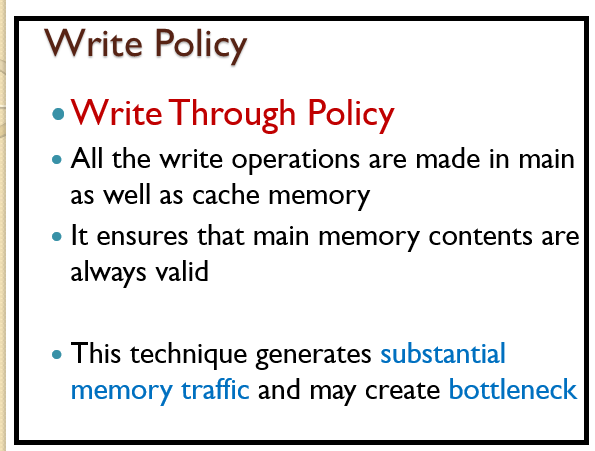 Write Policy
• Write Through Policy
• All the write operations are made in main
as well as cache memory
• It ensures that main memory contents are
always valid
• This technique generates substantial
memory traffic and may create bottleneck